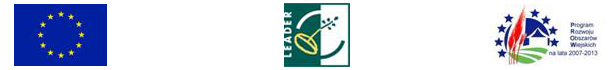 LEADER
Program
Rozwoju
Obszarów
Wiejskich
na lata 2007-2013